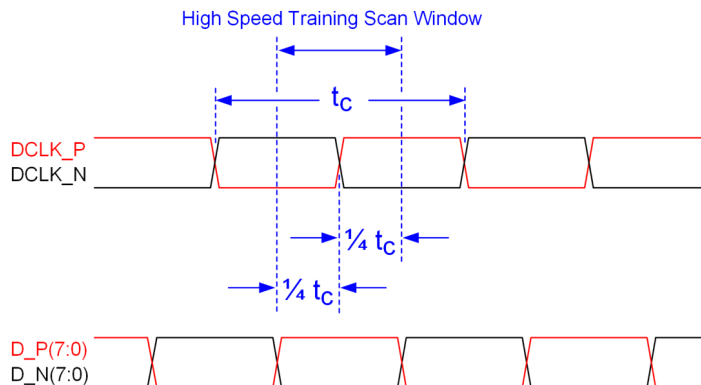 High Speed Training Scan Window
tC
DCLK_P
DCLK_N
¼ tC
¼ tC
D_P(7:0)
D_N(7:0)